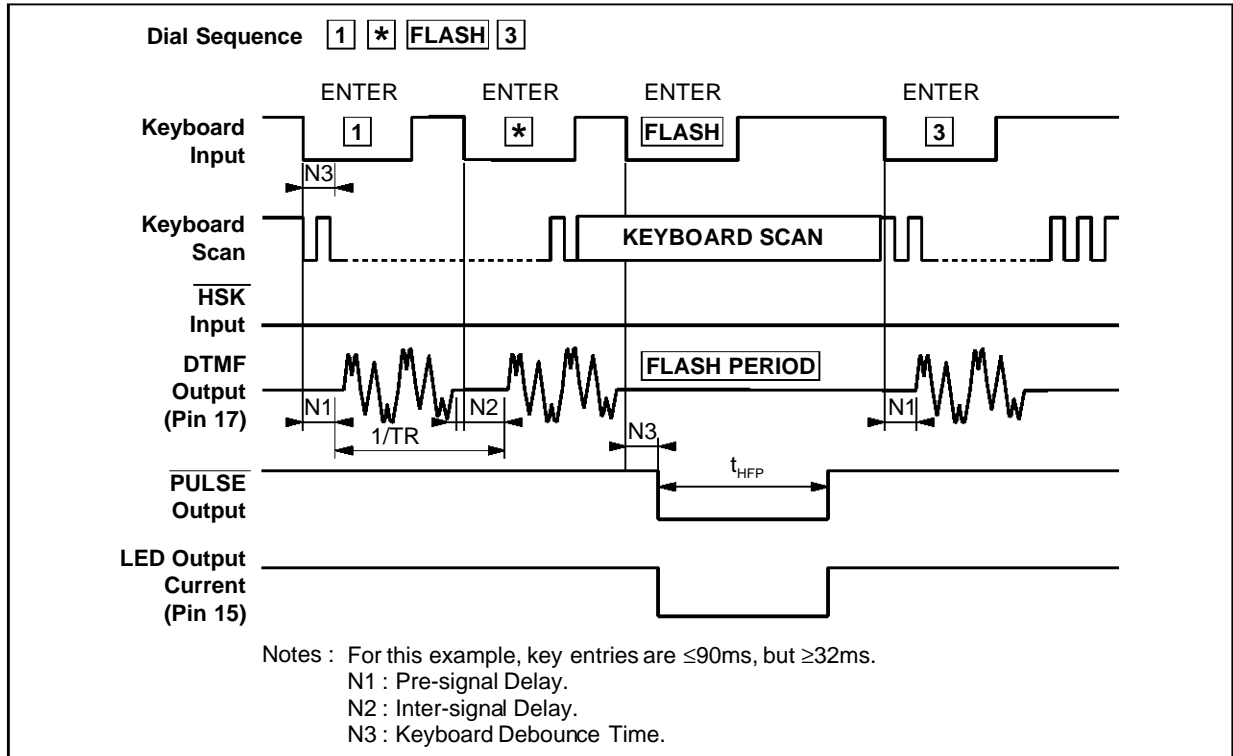 Dial Sequence 1 * FLASH 3
ENTER ENTER ENTER ENTER
Keyboard Input
1 * FLASH 3
N3
Keyboard Scan
KEYBOARD SCAN
HSK Input
DTMF Output (Pin 17)
FLASH PERIOD
N1 N2 N1
1/TR
N3
tHFP
PULSE Output
LED Output Current (Pin 15)
Notes : For this example, key entries are ≤90ms, but ≥32ms.
N1 : Pre-signal Delay.
N2 : Inter-signal Delay.
N3 : Keyboard Debounce Time.